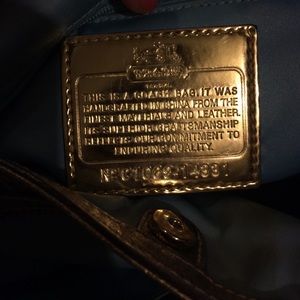 THIS IS A COACH BAG. IT WAS
HANDCRAFTED IN CHINA FROM THE
FINEST MATERIALS AND LEATHER.
ITS SUPERIOR CRAFTSMANSHIP
REFLECTS OUR COMMITMENT TO
ENDURING QUALITY.